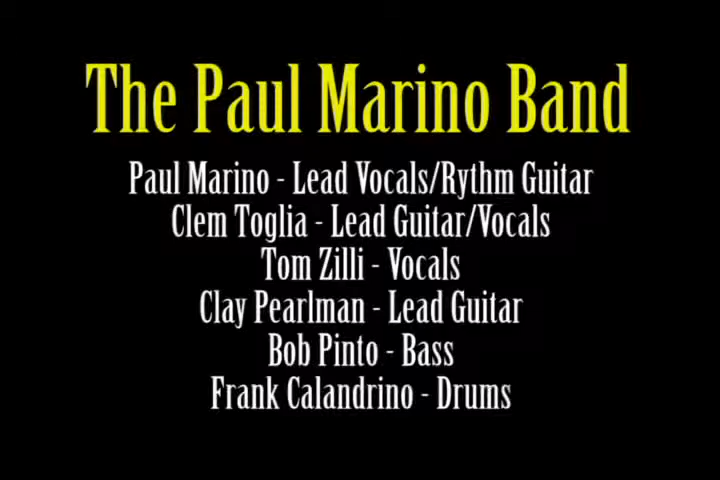 The Paul Marino Band
Paul Marino - Lead Vocals/Rythm Guitar
Clem Toglia - Lead Guitar/Vocals
Tom Zilli - Vocals
Clay Pearlman - Lead Guitar
Bob Pinto - Bass
Frank Calandrino - Drums